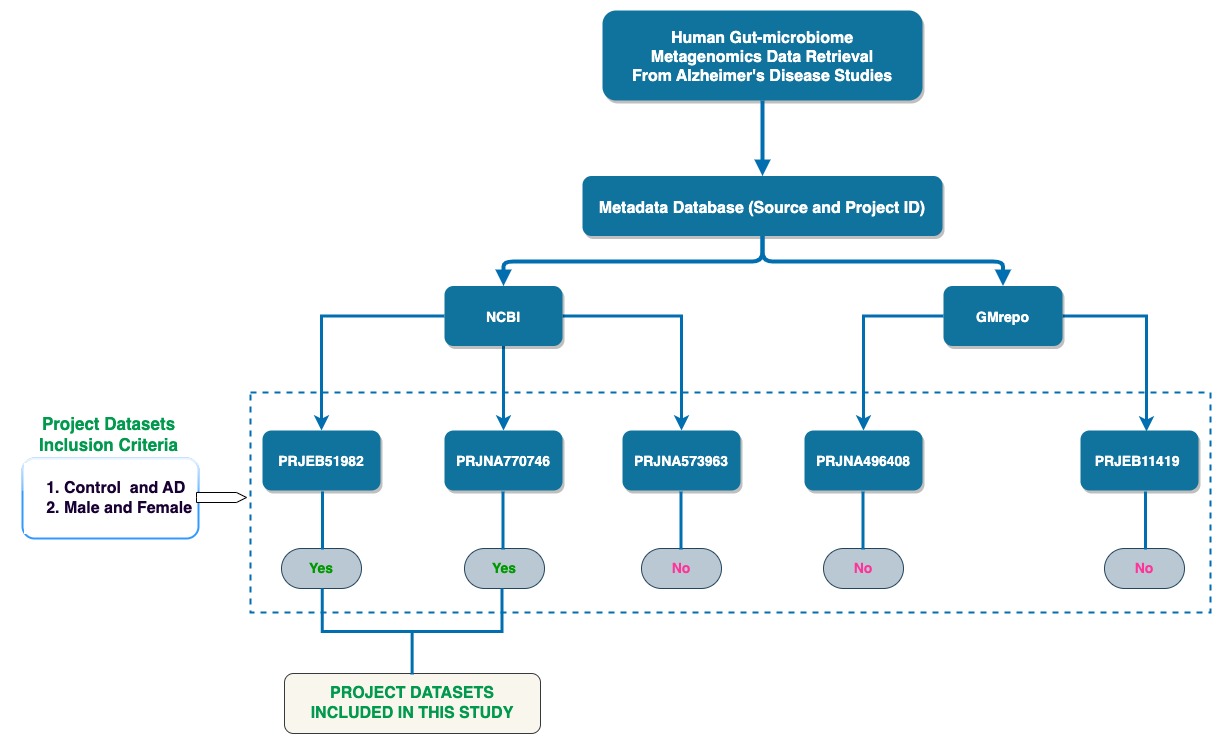 Human Gut-microbiome
Metagenomics Data Retrieval
From Alzheimer's Disease Studies
Metadata Database (Source and Project ID)
NCBI
GMrepo
Project Datasets
Inclusion Criteria
1. Control and AD
2. Male and Female
PRJEB51982
PRJNA770746
PRJNA573963
PRJNA496408
PRJEB11419
Yes
Yes
No
No
No
PROJECT DATASETS
INCLUDED IN THIS STUDY